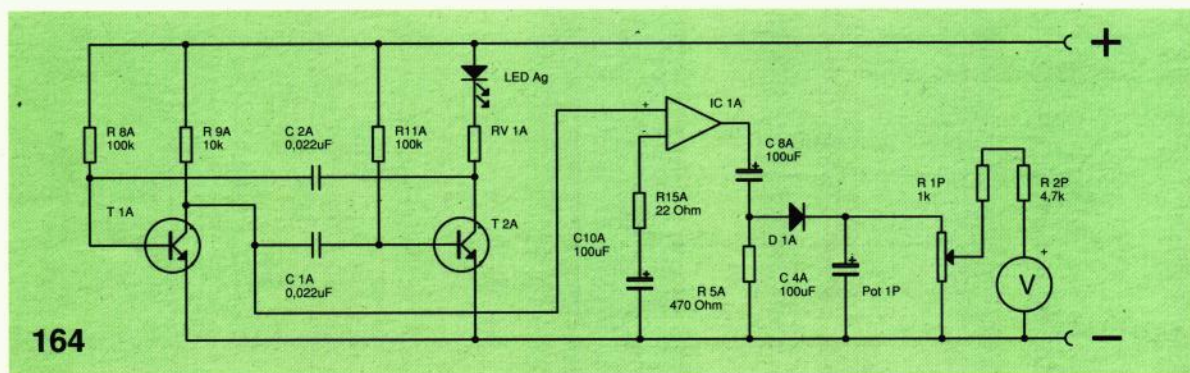 +
LED Ag
IC 1A
+
-
R 8A
100k
R 9A
10k
C 2A
0,022uF
R11A
100k
RV 1A
C 8A
100uF
T 1A
T 2A
R15A
22 Ohm
R 1P
1k
R 2P
4,7k
C10A
100uF
D 1A
C 1A
0,022uF
R 5A
470 Ohm
C 4A
100uF
Pot 1P
+
V
164
–